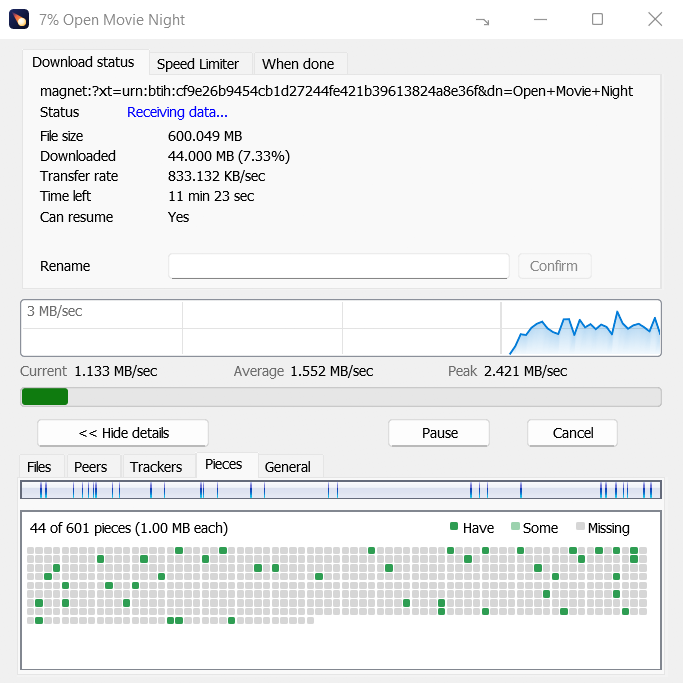 7% Open Movie Night
Download status Speed Limiter When done
magnet:?xt=urn:btih:cf9e26b9454cb1d27244fe421b39613824a8e36f&dn=Open+Movie+Night
Status Receiving data...
File size 600.049 MB
Downloaded 44.000 MB (7.33%)
Transfer rate 833.132 KB/sec
Time left 11 min 23 sec
Can resume Yes
Rename Confirm
3 MB/sec
Current 1.133 MB/sec Average 1.552 MB/sec Peak 2.421 MB/sec
<< Hide details Pause Cancel
Files Peers Trackers Pieces General
44 of 601 pieces (1.00 MB each) Have Some Missing